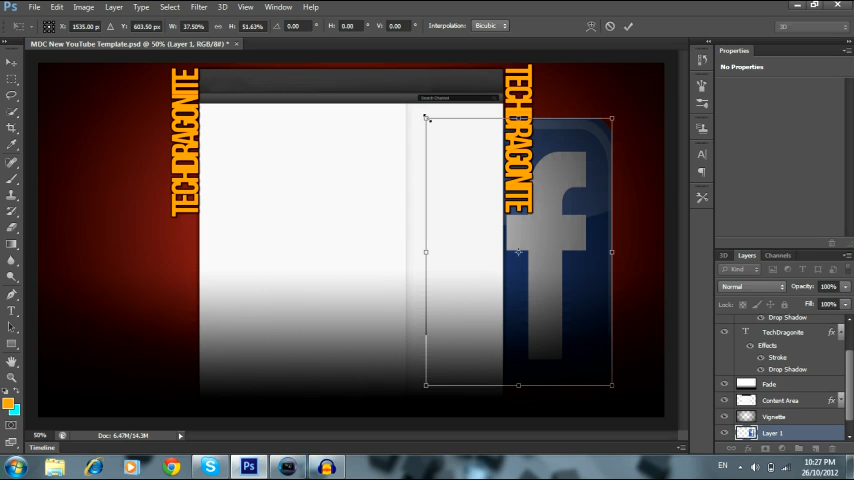 Ps File Edit Image Layer Type Select Filter 3D View Window Help
X: 1535.00 px Y: 603.50 px W: 37.50% H: 51.63% 0.00 ° H: 0.00 ° V: 0.00 ° Interpolation: Bicubic 3D
MDC New YouTube Template.psd @ 50% (Layer 1, RGB/8#) * ×
Properties
No Properties
TECHDRAGONITE
TECHDRAGONITE
Search Channel
f
3D Layers Channels
Kind
Normal Opacity: 100%
Lock: Fill: 100%
Drop Shadow
T TechDragonite fx
Effects
Stroke
Drop Shadow
Fade
Content Area fx
Vignette
Layer 1
50% Doc: 6.47M/14.3M
Timeline
EN 10:27 PM
26/10/2012